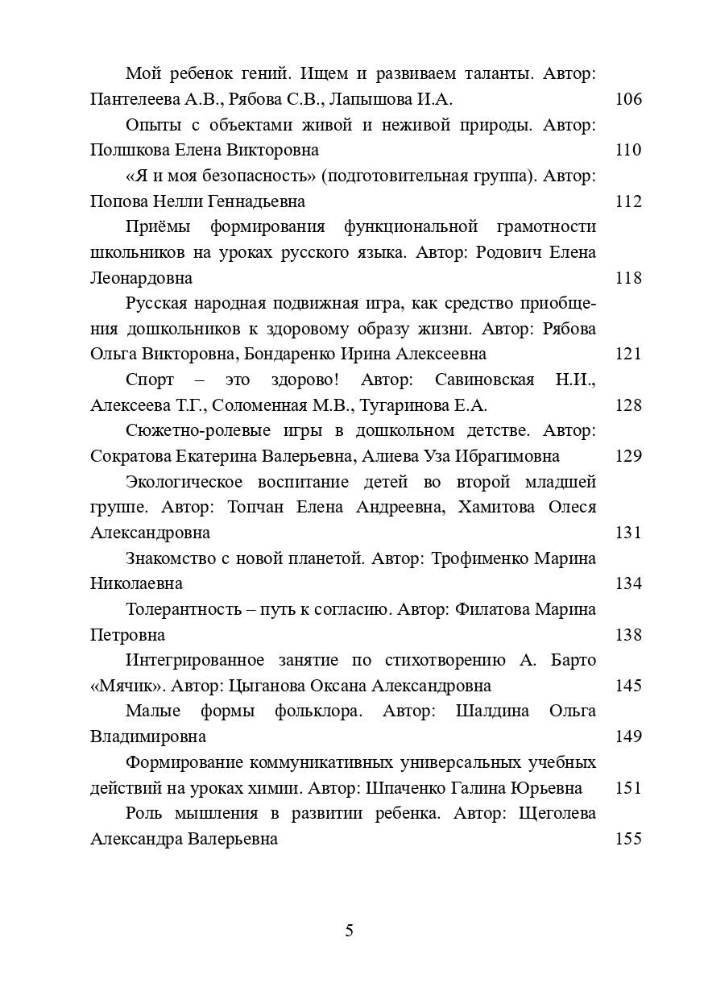 Мой ребенок гений. Ищем и развиваем таланты. Автор:
Пантелеева А.В., Рябова С.В., Лапышова И.А. 106
Опыты с объектами живой и неживой природы. Автор:
Полшкова Елена Викторовна 110
«Я и моя безопасность» (подготовительная группа). Автор:
Попова Нелли Геннадьевна 112
Приёмы формирования функциональной грамотности
школьников на уроках русского языка. Автор: Родович Елена
Леонардовна 118
Русская народная подвижная игра, как средство приобще-
ния дошкольников к здоровому образу жизни. Автор: Рябова
Ольга Викторовна, Бондаренко Ирина Алексеевна 121
Спорт – это здорово! Автор: Савиновская Н.И.,
Алексеева Т.Г., Соломенная М.В., Тугаринова Е.А. 128
Сюжетно-ролевые игры в дошкольном детстве. Автор:
Сократова Екатерина Валерьевна, Алиева Уза Ибрагимовна 129
Экологическое воспитание детей во второй младшей
группе. Автор: Топчан Елена Андреевна, Хамитова Олеся
Александровна 131
Знакомство с новой планетой. Автор: Трофименко Марина
Николаевна 134
Толерантность – путь к согласию. Автор: Филатова Марина
Петровна 138
Интегрированное занятие по стихотворению А. Барто
«Мячик». Автор: Цыганова Оксана Александровна 145
Малые формы фольклора. Автор: Шалдина Ольга
Владимировна 149
Формирование коммуникативных универсальных учебных
действий на уроках химии. Автор: Шпаченко Галина Юрьевна 151
Роль мышления в развитии ребенка. Автор: Щеголева
Александра Валерьевна 155
5